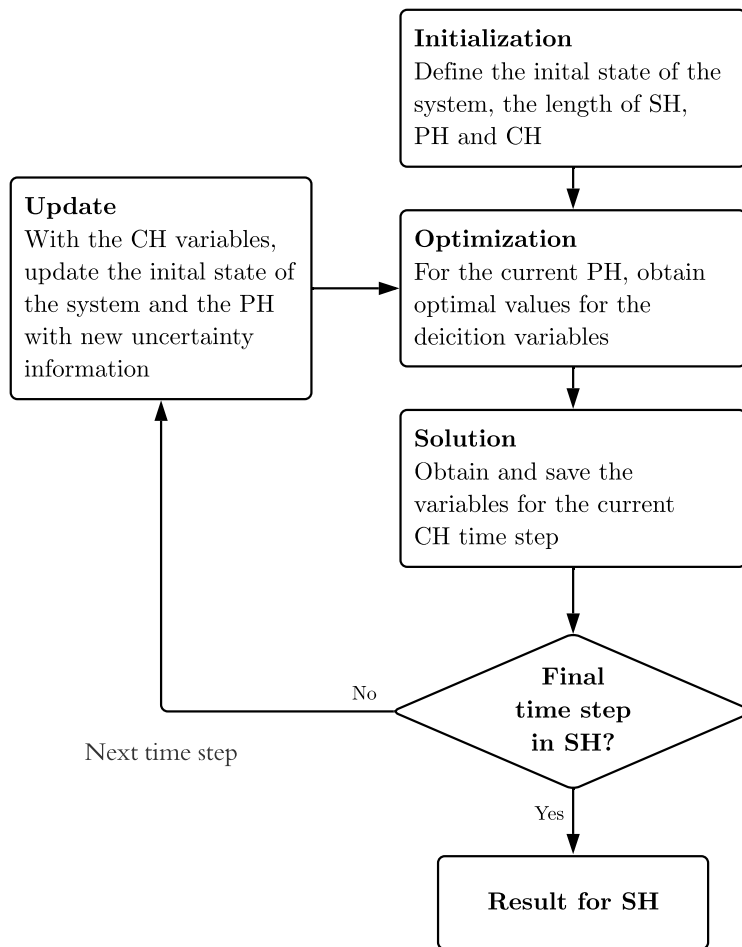 Initialization
Define the inital state of the
system, the length of SH,
PH and CH
Update
With the CH variables,
update the inital state of
the system and the PH
with new uncertainty
information
Optimization
For the current PH, obtain
optimal values for the
deicition variables
Solution
Obtain and save the
variables for the current
CH time step
Final
time step
in SH?
No
Next time step
Yes
Result for SH